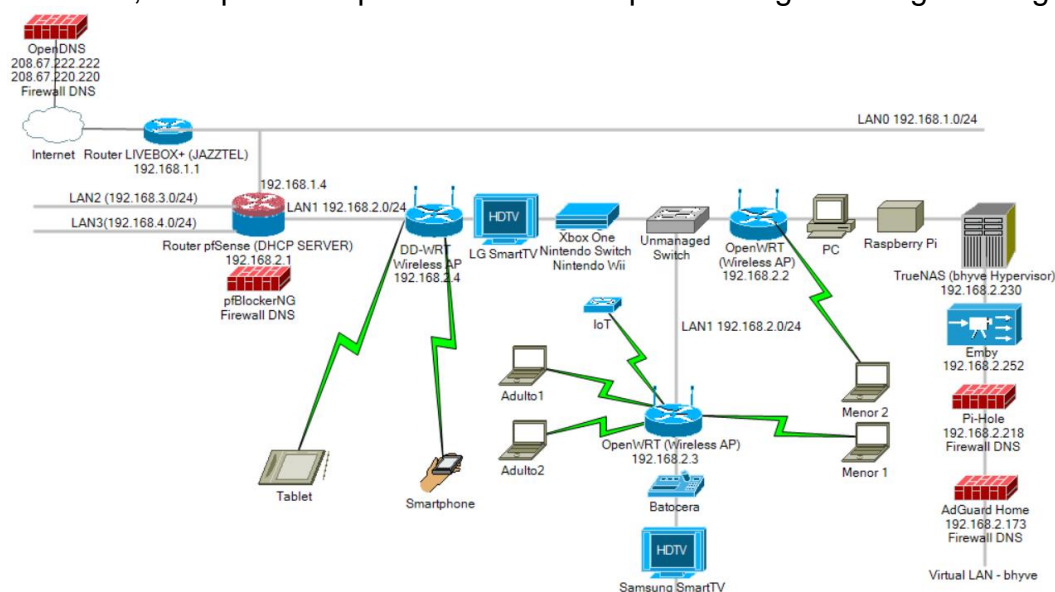 OpenDNS
208.67.222.222
208.67.220.220
Firewall DNS
Internet
Router LIVEBOX+ (JAZZTEL)
192.168.1.1
LAN0 192.168.1.0/24
192.168.1.4
LAN2 (192.168.3.0/24)
LAN1 192.168.2.0/24
LAN3(192.168.4.0/24)
Router pfSense (DHCP SERVER)
192.168.2.1
pfBlockerNG
Firewall DNS
DD-WRT
Wireless AP
192.168.2.4
HDTV
LG SmartTV
Xbox One
Nintendo Switch
Nintendo Wii
Unmanaged
Switch
OpenWRT
(Wireless AP)
192.168.2.2
PC
Raspberry Pi
TrueNAS (bhyve Hypervisor)
192.168.2.230
IoT
LAN1 192.168.2.0/24
Emby
192.168.2.252
Adulto1
Adulto2
OpenWRT (Wireless AP)
192.168.2.3
Menor 2
Menor 1
Pi-Hole
192.168.2.218
Firewall DNS
Tablet
Smartphone
Batocera
HDTV
Samsung SmartTV
AdGuard Home
192.168.2.173
Firewall DNS
Virtual LAN - bhyve